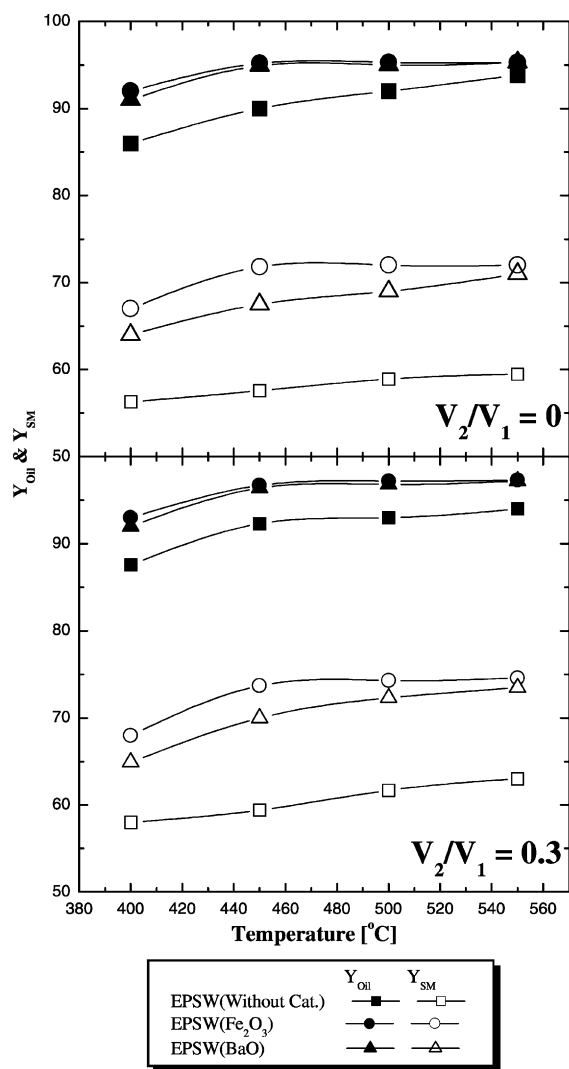 100
90
80
70
60
50
V₂/V₁ = 0
Y_Oil & Y_SM
90
80
70
60
50
V₂/V₁ = 0.3
380 400 420 440 460 480 500 520 540 560
Temperature [°C]
Y_Oil Y_SM
EPSW(Without Cat.)
EPSW(Fe₂O₃)
EPSW(BaO)